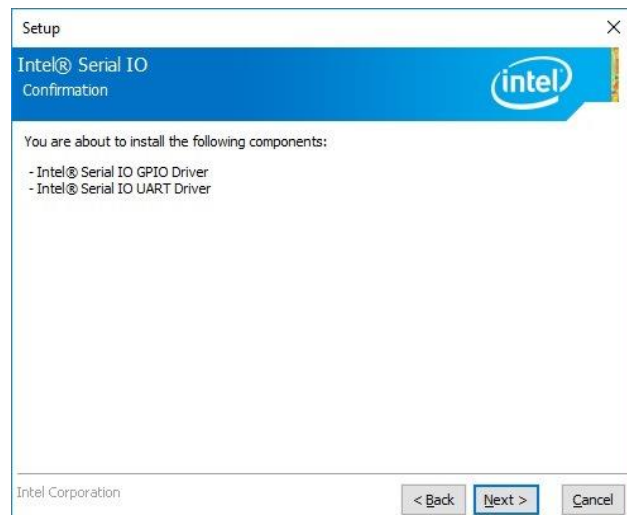 Setup
Intel® Serial IO
intel
Confirmation
You are about to install the following components:
- Intel® Serial IO GPIO Driver
- Intel® Serial IO UART Driver
Intel Corporation
< Back Next > Cancel